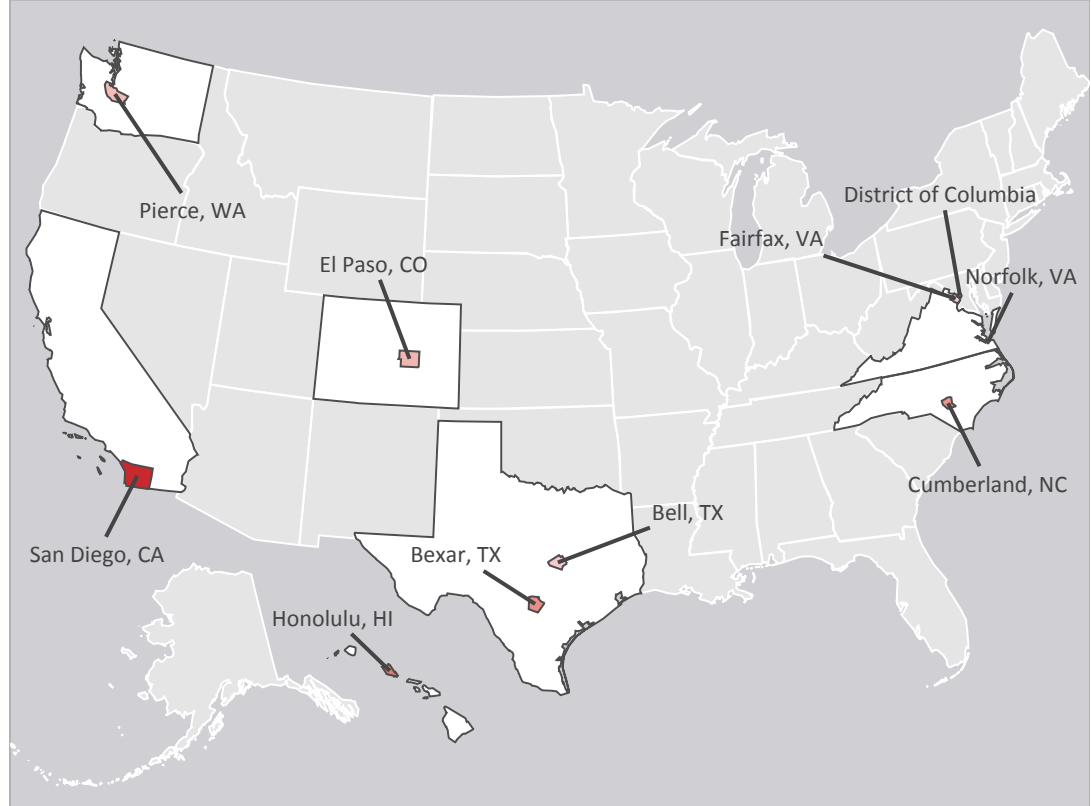 District of Columbia
Pierce, WA
Fairfax, VA
El Paso, CO
Norfolk, VA
Cumberland, NC
Bell, TX
San Diego, CA
Bexar, TX
Honolulu, HI